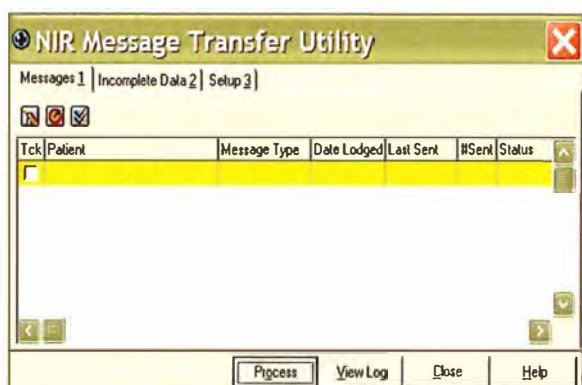 NIR Message Transfer Utility
Messages 1 Incomplete Data 2 Setup 3
Tck Patient Message Type Date Lodged Last Sent #Sent Status
Process View Log Close Help